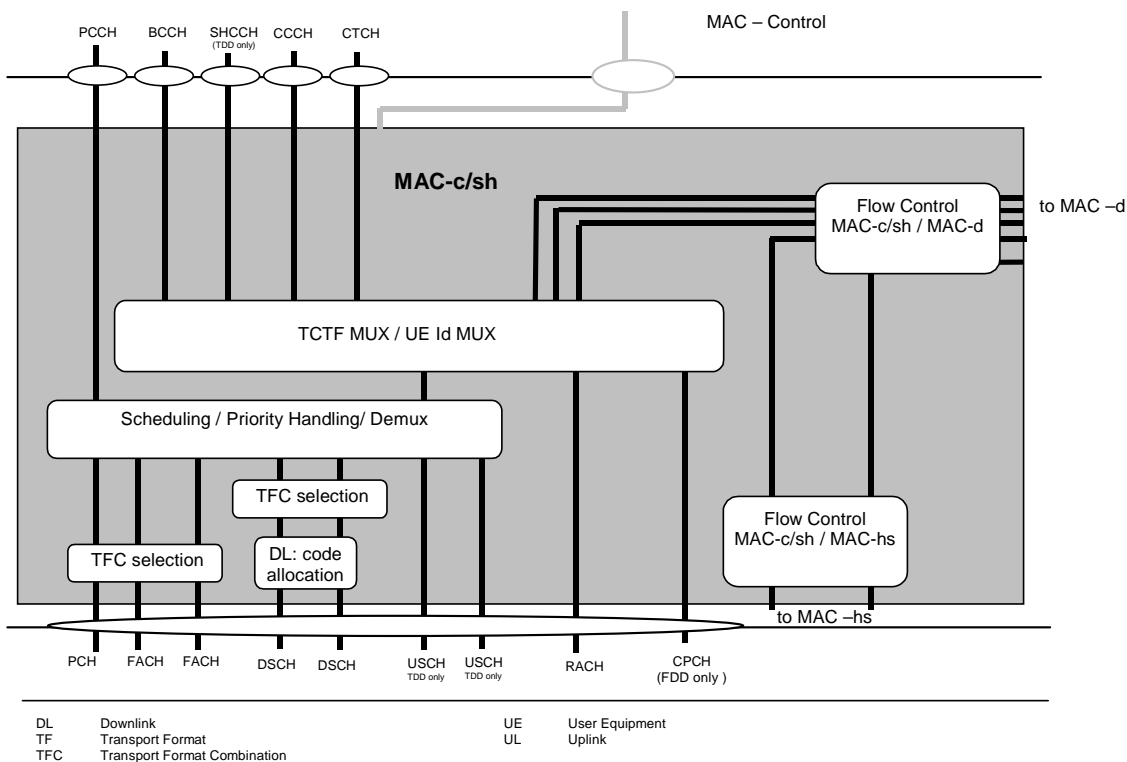 MAC – Control
PCCH BCCH SHCCH CCCH CTCH
(TDD only)
MAC-c/sh
Flow Control
MAC-c/sh / MAC-d
to MAC –d
TCTF MUX / UE Id MUX
Scheduling / Priority Handling/ Demux
TFC selection
Flow Control
MAC-c/sh / MAC-hs
TFC selection
DL: code
allocation
to MAC –hs
PCH FACH FACH DSCH DSCH USCH USCH RACH CPCH
TDD only TDD only (FDD only )
DL Downlink UE User Equipment
TF Transport Format UL Uplink
TFC Transport Format Combination